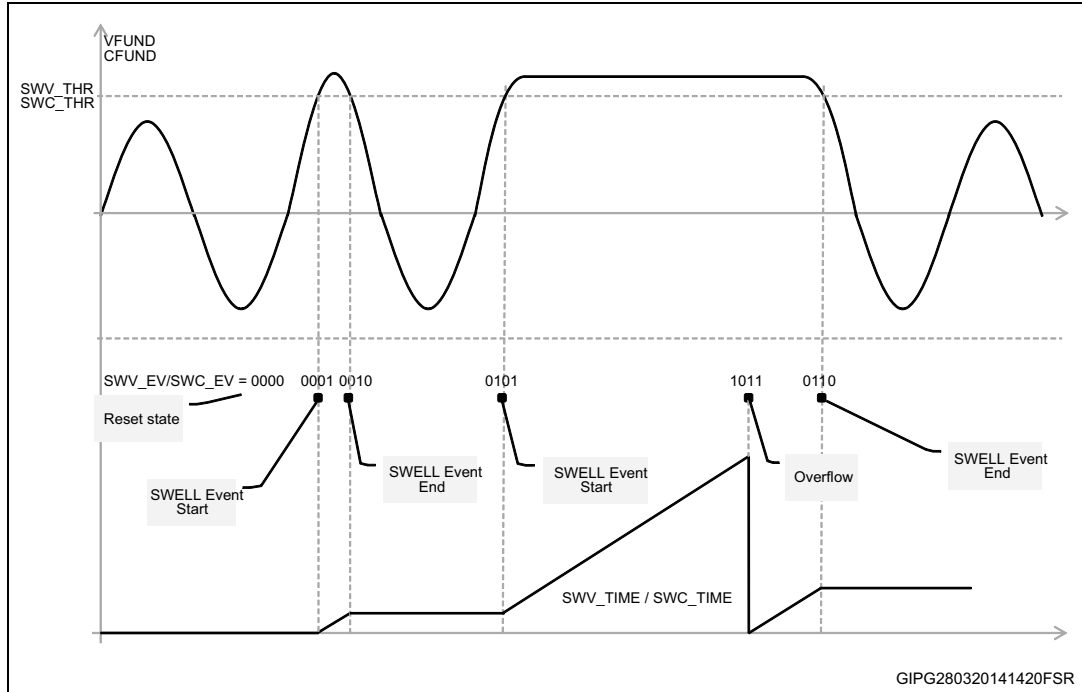 VFUND
CFUND
SWV_THR
SWC_THR
SWV_EV/SWC_EV = 0000 0001 0010 0101 1011 0110
Reset state
SWELL Event
Start
SWELL Event
End
SWELL Event
Start
Overflow
SWELL Event
End
SWV_TIME / SWC_TIME
GIPG280320141420FSR